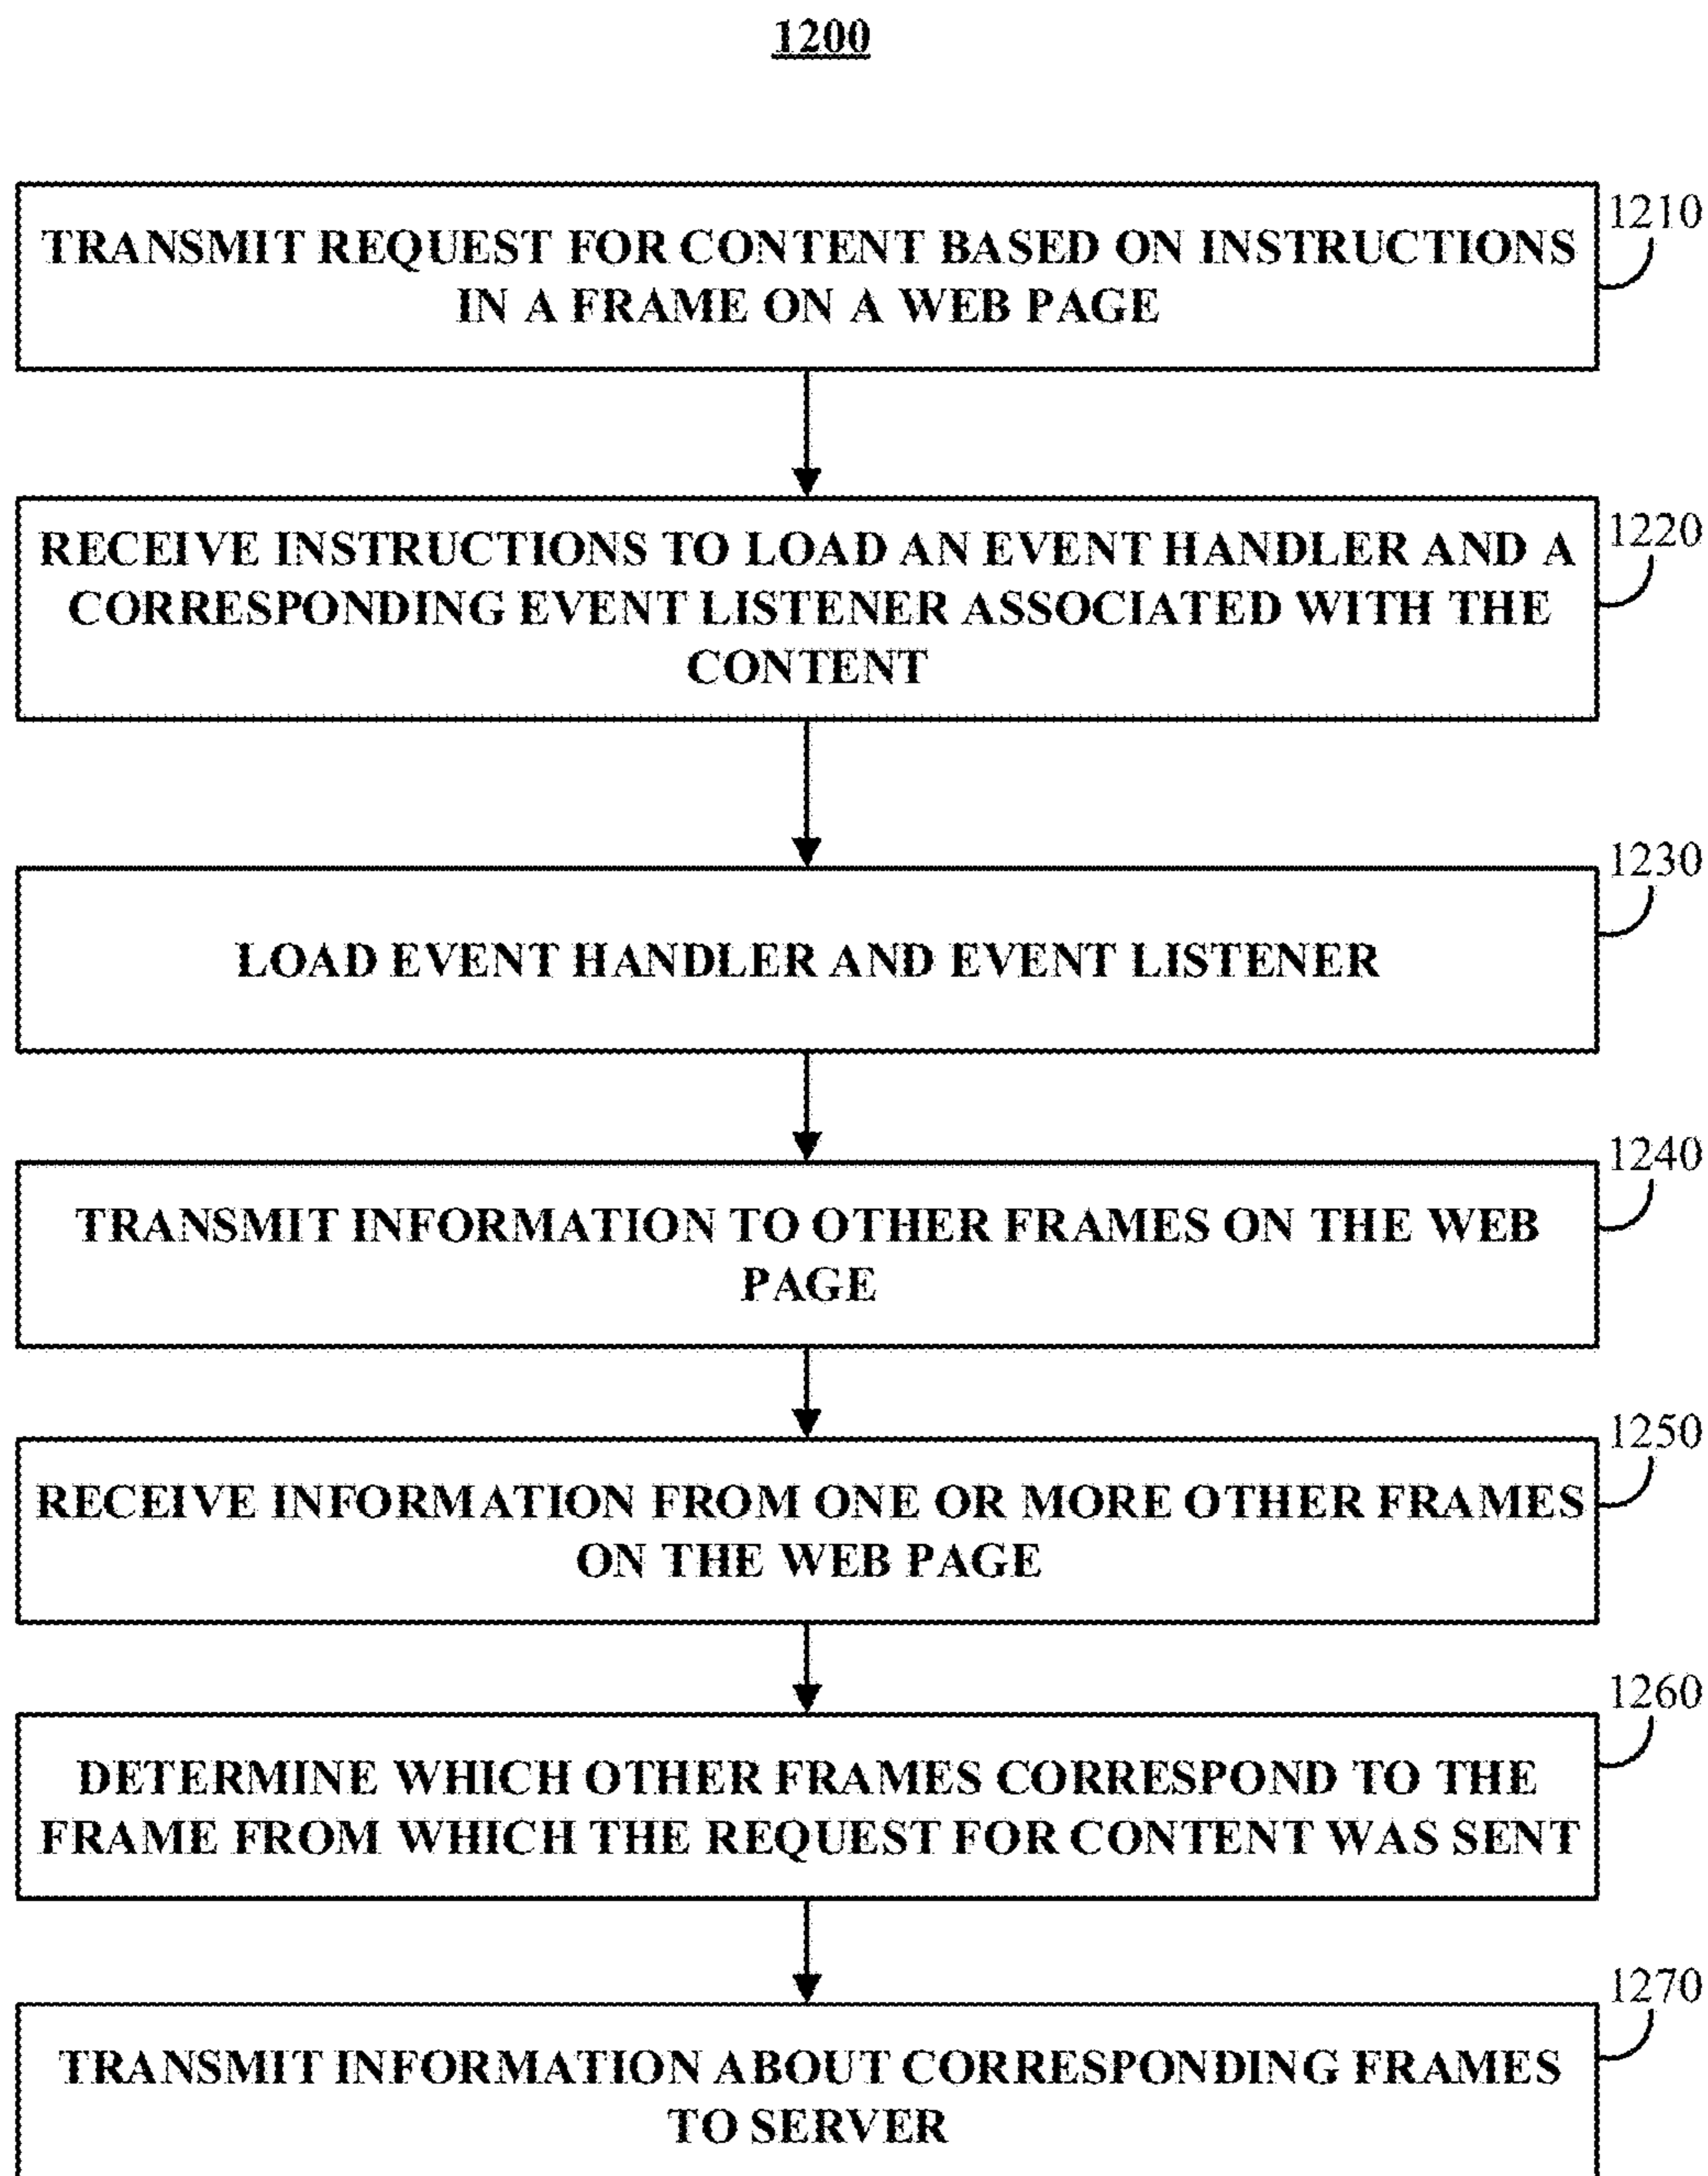 1200
1210
TRANSMIT REQUEST FOR CONTENT BASED ON INSTRUCTIONS
IN A FRAME ON A WEB PAGE
1220
RECEIVE INSTRUCTIONS TO LOAD AN EVENT HANDLER AND A
CORRESPONDING EVENT LISTENER ASSOCIATED WITH THE
CONTENT
1230
LOAD EVENT HANDLER AND EVENT LISTENER
1240
TRANSMIT INFORMATION TO OTHER FRAMES ON THE WEB
PAGE
1250
RECEIVE INFORMATION FROM ONE OR MORE OTHER FRAMES
ON THE WEB PAGE
1260
DETERMINE WHICH OTHER FRAMES CORRESPOND TO THE
FRAME FROM WHICH THE REQUEST FOR CONTENT WAS SENT
1270
TRANSMIT INFORMATION ABOUT CORRESPONDING FRAMES
TO SERVER